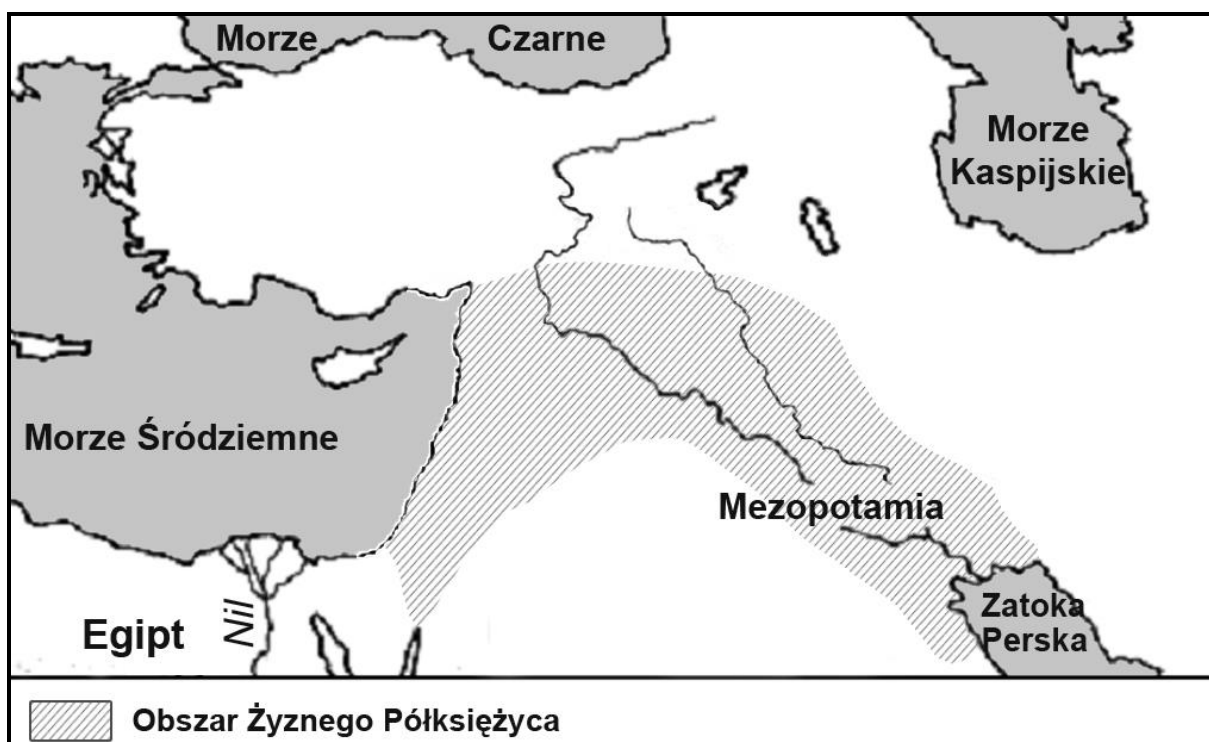 Morze Czarne
Morze
Kaspijskie
Morze Śródziemne
Mezopotamia
Egipt
Nil
Zatoka
Perska
Obszar Żyznego Półksiężyca